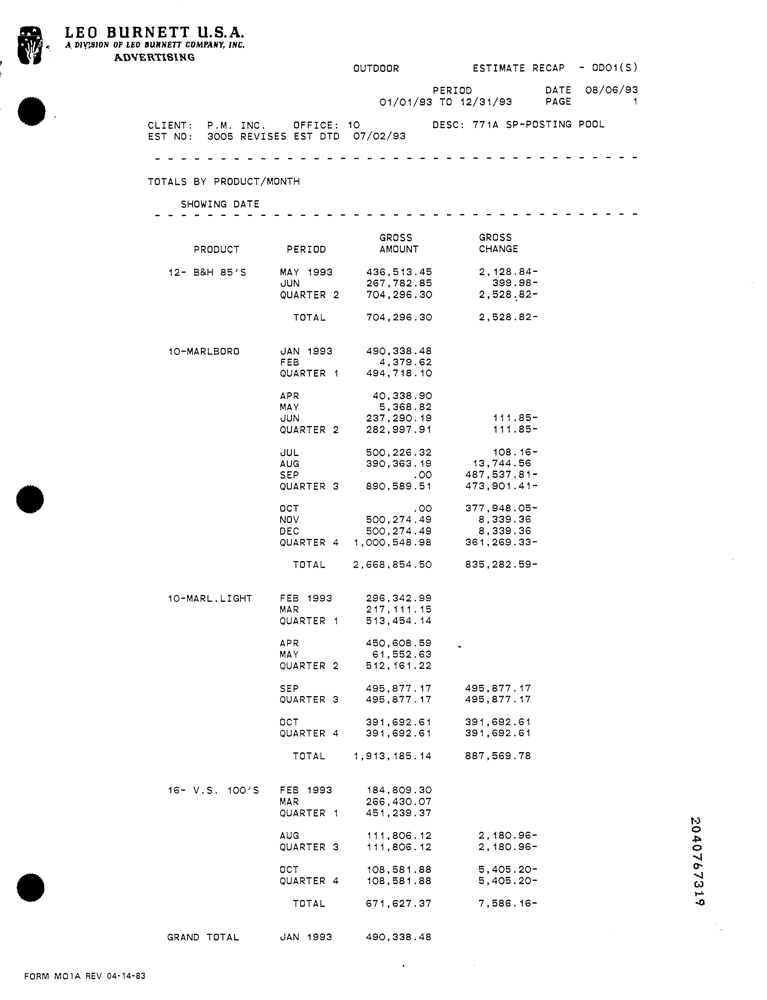 LEO BURNETT U.S.A.
A DIVISION OF LEO BURNETT COMPANY, INC.
ADVERTISING
OUTDOOR ESTIMATE RECAP - ODO1(S)
PERIOD DATE 08/06/93
01/01/93 TO 12/31/93 PAGE 1
CLIENT: P.M. INC. OFFICE: 10 DESC: 771A SP-POSTING POOL
EST NO: 3005 REVISES EST DTD 07/02/93
TOTALS BY PRODUCT/MONTH
SHOWING DATE
GROSS GROSS
PRODUCT PERIOD AMOUNT CHANGE
12- B&H 85'S MAY 1993 436,513.45 2,128.84-
JUN 267,782.85 399.98-
QUARTER 2 704,296.30 2,528.82-
TOTAL 704,296.30 2,528.82-
10-MARLBORO JAN 1993 490,338.48
FEB 4,379.62
QUARTER 1 494,718.10
APR 40,338.90
MAY 5,368.82
JUN 237,290.19 111.85-
QUARTER 2 282,997.91 111.85-
JUL 500,226.32 108.16-
AUG 390,363.19 13,744.56
SEP .00 487,537.81-
QUARTER 3 890,589.51 473,901.41-
OCT .00 377,948.05-
NOV 500,274.49 8,339.36
DEC 500,274.49 8,339.36
QUARTER 4 1,000,548.98 361,269.33-
TOTAL 2,668,854.50 835,282.59-
10-MARL.LIGHT FEB 1993 296,342.99
MAR 217,111.15
QUARTER 1 513,454.14
APR 450,608.59
MAY 61,552.63
QUARTER 2 512,161.22
SEP 495,877.17 495,877.17
QUARTER 3 495,877.17 495,877.17
OCT 391,692.61 391,692.61
QUARTER 4 391,692.61 391,692.61
TOTAL 1,913,185.14 887,569.78
16- V.S. 100'S FEB 1993 184,809.30
MAR 266,430.07
QUARTER 1 451,239.37
AUG 111,806.12 2,180.96-
QUARTER 3 111,806.12 2,180.96-
OCT 108,581.88 5,405.20-
QUARTER 4 108,581.88 5,405.20-
TOTAL 671,627.37 7,586.16-
GRAND TOTAL JAN 1993 490,338.48
FORM MO1A REV 04-14-83
2040767319